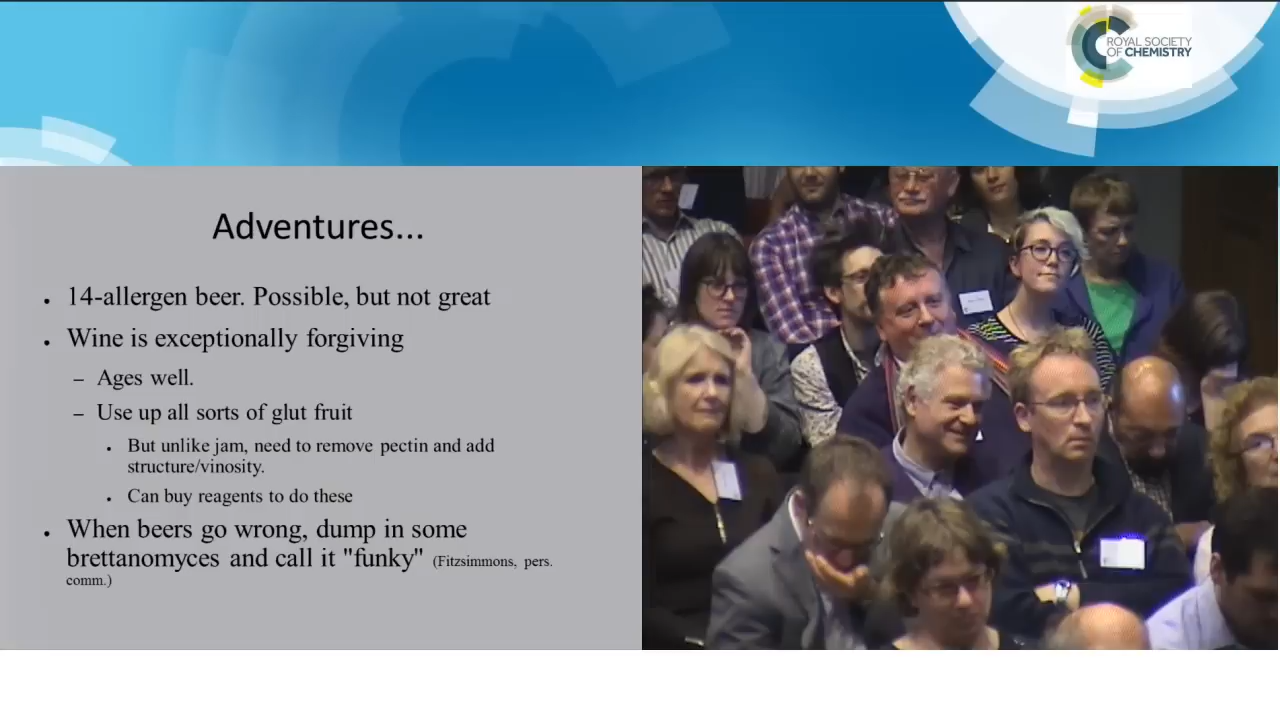 ROYAL SOCIETY
OF CHEMISTRY
Adventures...
14-allergen beer. Possible, but not great
Wine is exceptionally forgiving
– Ages well.
– Use up all sorts of glut fruit
But unlike jam, need to remove pectin and add
structure/vinosity.
Can buy reagents to do these
When beers go wrong, dump in some
brettanomyces and call it "funky" (Fitzsimmons, pers.
comm.)